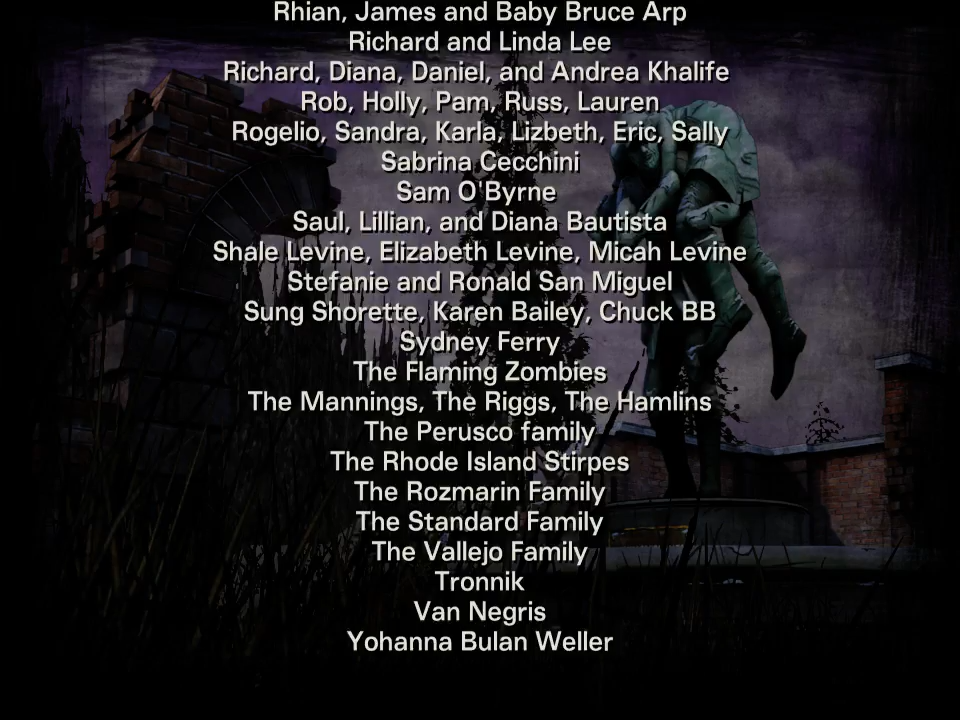 Rhian, James and Baby Bruce Arp
Richard and Linda Lee
Richard, Diana, Daniel, and Andrea Khalife
Rob, Holly, Pam, Russ, Lauren
Rogelio, Sandra, Karla, Lizbeth, Eric, Sally
Sabrina Cecchini
Sam O'Byrne
Saul, Lillian, and Diana Bautista
Shale Levine, Elizabeth Levine, Micah Levine
Stefanie and Ronald San Miguel
Sung Shorette, Karen Bailey, Chuck BB
Sydney Ferry
The Flaming Zombies
The Mannings, The Riggs, The Hamlins
The Perusco family
The Rhode Island Stirpes
The Rozmarin Family
The Standard Family
The Vallejo Family
Tronnik
Van Negris
Yohanna Bulan Weller